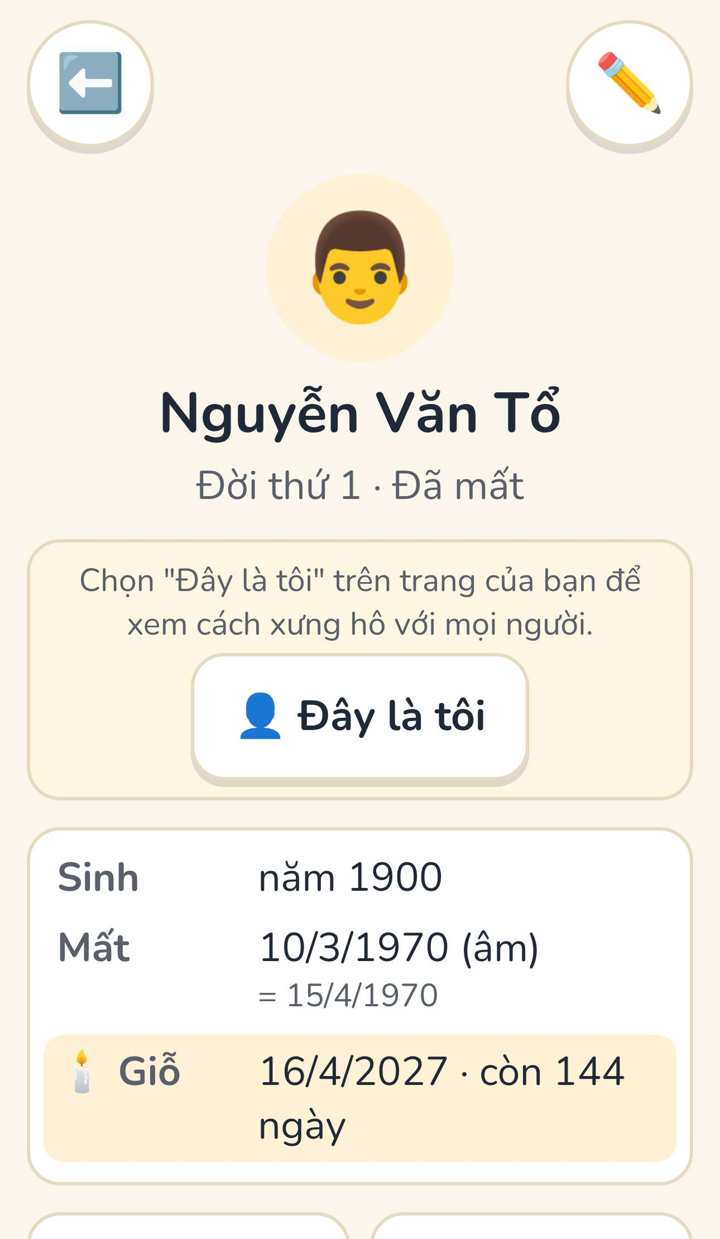 Nguyễn Văn Tổ
Đời thứ 1 · Đã mất
Chọn "Đây là tôi" trên trang của bạn để
xem cách xưng hô với mọi người.
Đây là tôi
Sinh năm 1900
Mất 10/3/1970 (âm)
= 15/4/1970
Giỗ 16/4/2027 · còn 144
ngày